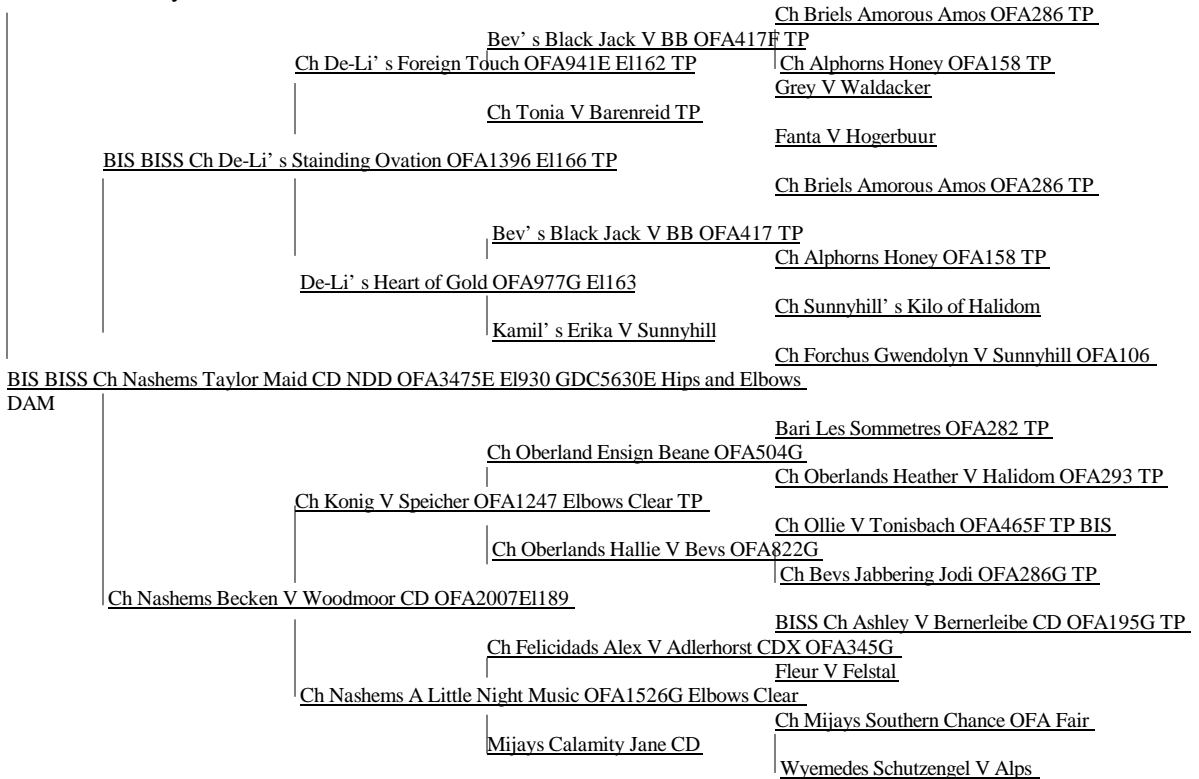 Ch Briels Amorous Amos OFA286 TP
Bev' s Black Jack V BB OFA417F TP
Ch De-Li' s Foreign Touch OFA941E El162 TP
Ch Alphorns Honey OFA158 TP
Grey V Waldacker
Ch Tonia V Barenreid TP
Fanta V Hogerbuur
BIS BISS Ch De-Li' s Stainding Ovation OFA1396 El166 TP
Ch Briels Amorous Amos OFA286 TP
Bev' s Black Jack V BB OFA417 TP
Ch Alphorns Honey OFA158 TP
De-Li' s Heart of Gold OFA977G El163
Ch Sunnyhill' s Kilo of Halidom
Kamil' s Erika V Sunnyhill
Ch Forchus Gwendolyn V Sunnyhill OFA106
BIS BISS Ch Nashems Taylor Maid CD NDD OFA3475E El930 GDC5630E Hips and Elbows
DAM
Bari Les Sommetres OFA282 TP
Ch Oberland Ensign Beane OFA504G
Ch Oberlands Heather V Halidom OFA293 TP
Ch Konig V Speicher OFA1247 Elbows Clear TP
Ch Ollie V Tonisbach OFA465F TP BIS
Ch Oberlands Hallie V Bevs OFA822G
Ch Bevs Jabbering Jodi OFA286G TP
Ch Nashems Becken V Woodmoor CD OFA2007El189
BISS Ch Ashley V Bernerleibe CD OFA195G TP
Ch Felicidads Alex V Adlerhorst CDX OFA345G
Fleur V Felstal
Ch Nashems A Little Night Music OFA1526G Elbows Clear
Ch Mijays Southern Chance OFA Fair
Mijays Calamity Jane CD
Wyemedes Schutzengel V Alps